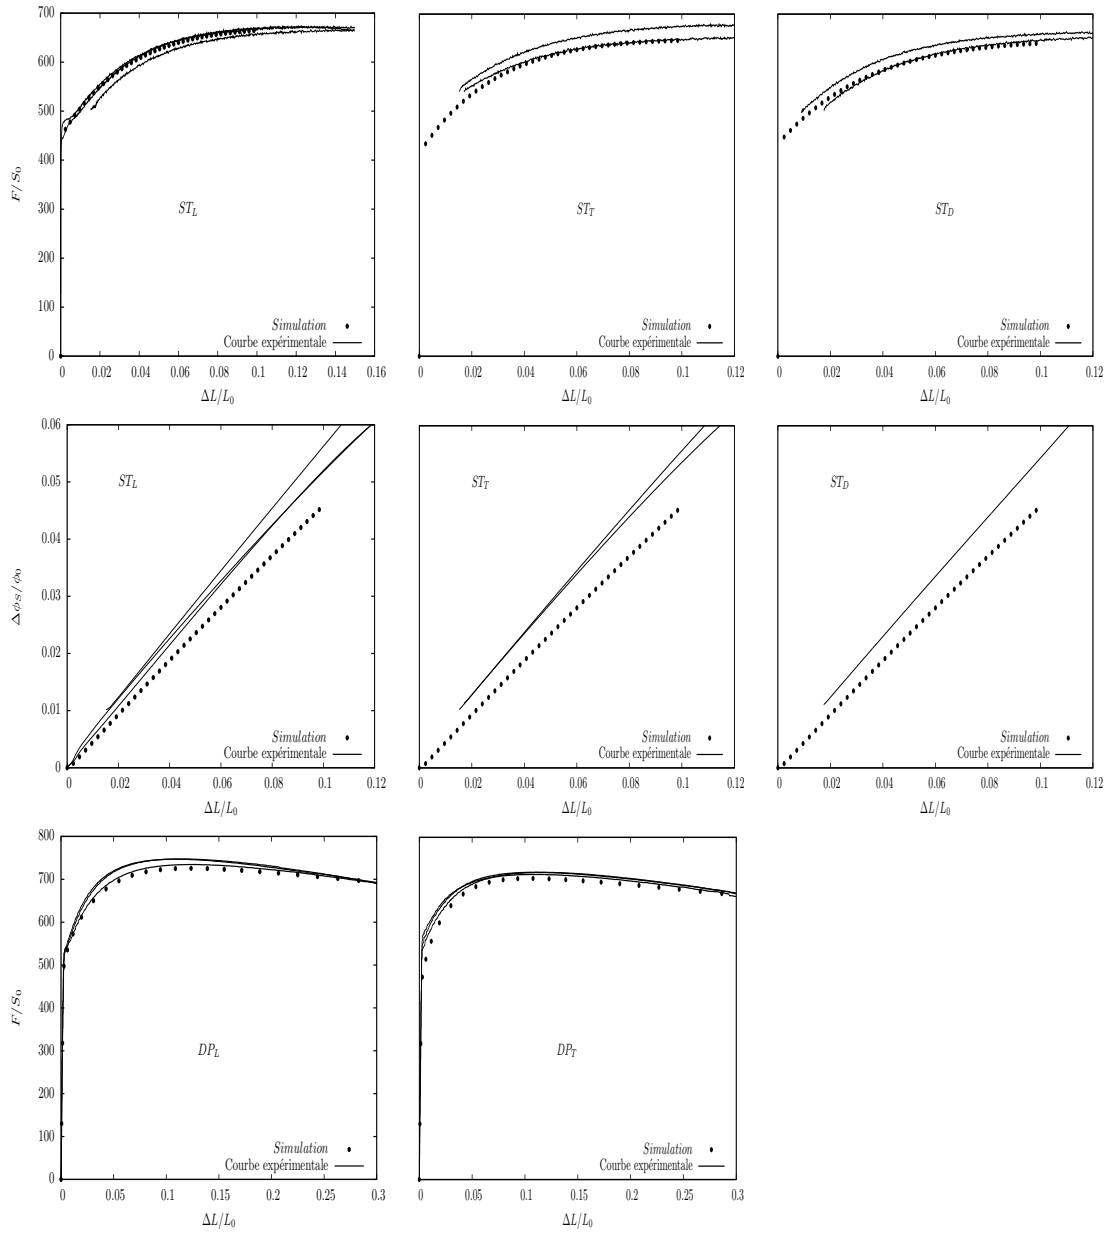 700
600
500
400
300
200
100
0
F/S₀
ST_L
Simulation
Courbe expérimentale
0 0.02 0.04 0.06 0.08 0.1 0.12 0.14 0.16
ΔL/L₀
ST_T
Simulation
Courbe expérimentale
0 0.02 0.04 0.06 0.08 0.1 0.12
ΔL/L₀
ST_D
Simulation
Courbe expérimentale
0 0.02 0.04 0.06 0.08 0.1 0.12
ΔL/L₀
0.06
0.05
0.04
0.03
0.02
0.01
0
Δϕ_S/ϕ₀
ST_L
Simulation
Courbe expérimentale
0 0.02 0.04 0.06 0.08 0.1 0.12
ΔL/L₀
ST_T
Simulation
Courbe expérimentale
0 0.02 0.04 0.06 0.08 0.1 0.12
ΔL/L₀
ST_D
Simulation
Courbe expérimentale
0 0.02 0.04 0.06 0.08 0.1 0.12
ΔL/L₀
800
700
600
500
400
300
200
100
0
F/S₀
DP_L
Simulation
Courbe expérimentale
0 0.05 0.1 0.15 0.2 0.25 0.3
ΔL/L₀
DP_T
Simulation
Courbe expérimentale
0 0.05 0.1 0.15 0.2 0.25 0.3
ΔL/L₀